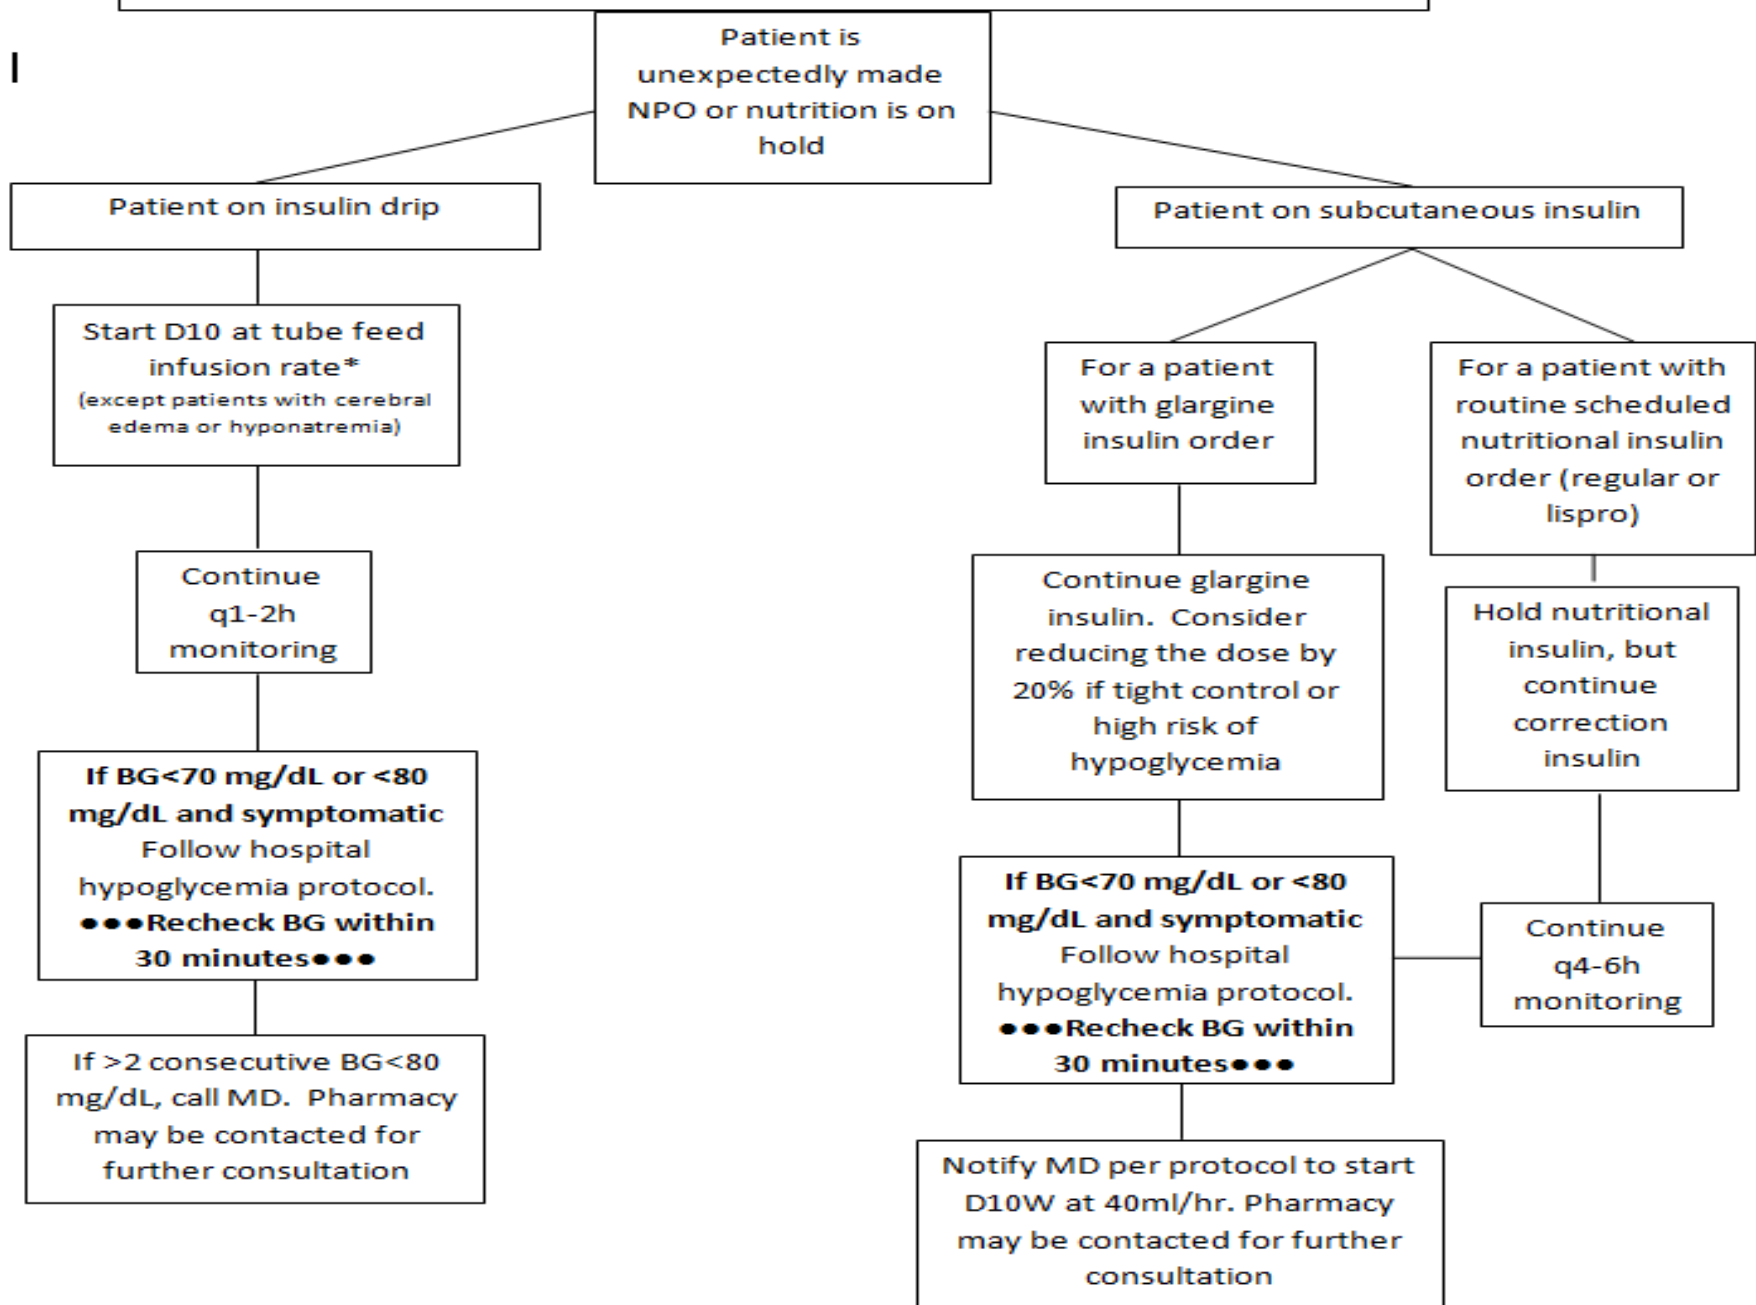 Patient is
unexpectedly made
NPO or nutrition is on
hold
l
Patient on insulin drip
Patient on subcutaneous insulin
Start D10 at tube feed
infusion rate*
(except patients with cerebral
edema or hyponatremia)
Continue
q1-2h
monitoring
If BG<70 mg/dL or <80
mg/dL and symptomatic
Follow hospital
hypoglycemia protocol.
●●●Recheck BG within
30 minutes●●●
If >2 consecutive BG<80
mg/dL, call MD.  Pharmacy
may be contacted for
further consultation
For a patient
with glargine
insulin order
Continue glargine
insulin.  Consider
reducing the dose by
20% if tight control or
high risk of
hypoglycemia
For a patient with
routine scheduled
nutritional insulin
order (regular or
lispro)
Hold nutritional
insulin, but
continue
correction
insulin
Continue
q4-6h
monitoring
If BG<70 mg/dL or <80
mg/dL and symptomatic
Follow hospital
hypoglycemia protocol.
●●●Recheck BG within
30 minutes●●●
Notify MD per protocol to start
D10W at 40ml/hr. Pharmacy
may be contacted for further
consultation